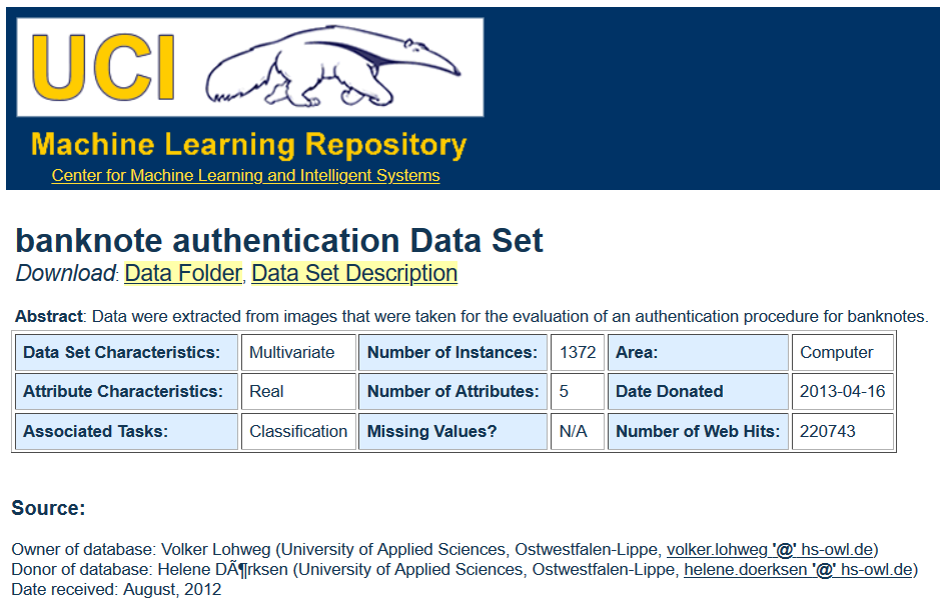 UCI
Machine Learning Repository
Center for Machine Learning and Intelligent Systems
banknote authentication Data Set
Download: Data Folder, Data Set Description
Abstract: Data were extracted from images that were taken for the evaluation of an authentication procedure for banknotes.
Data Set Characteristics: Multivariate Number of Instances: 1372 Area: Computer
Attribute Characteristics: Real Number of Attributes: 5 Date Donated 2013-04-16
Associated Tasks: Classification Missing Values? N/A Number of Web Hits: 220743
Source:
Owner of database: Volker Lohweg (University of Applied Sciences, Ostwestfalen-Lippe, volker.lohweg '@' hs-owl.de)
Donor of database: Helene DÃ¶rksen (University of Applied Sciences, Ostwestfalen-Lippe, helene.doerksen '@' hs-owl.de)
Date received: August, 2012